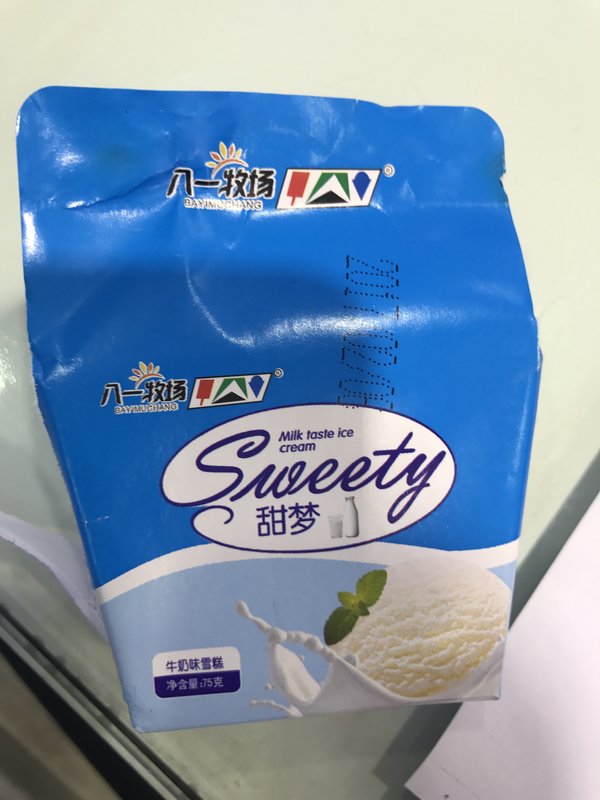 八一牧场
BAYIMUCHANG
八一牧场
BAYIMUCHANG
Milk taste ice
cream
Sweety
甜梦
牛奶味雪糕
净含量:75克